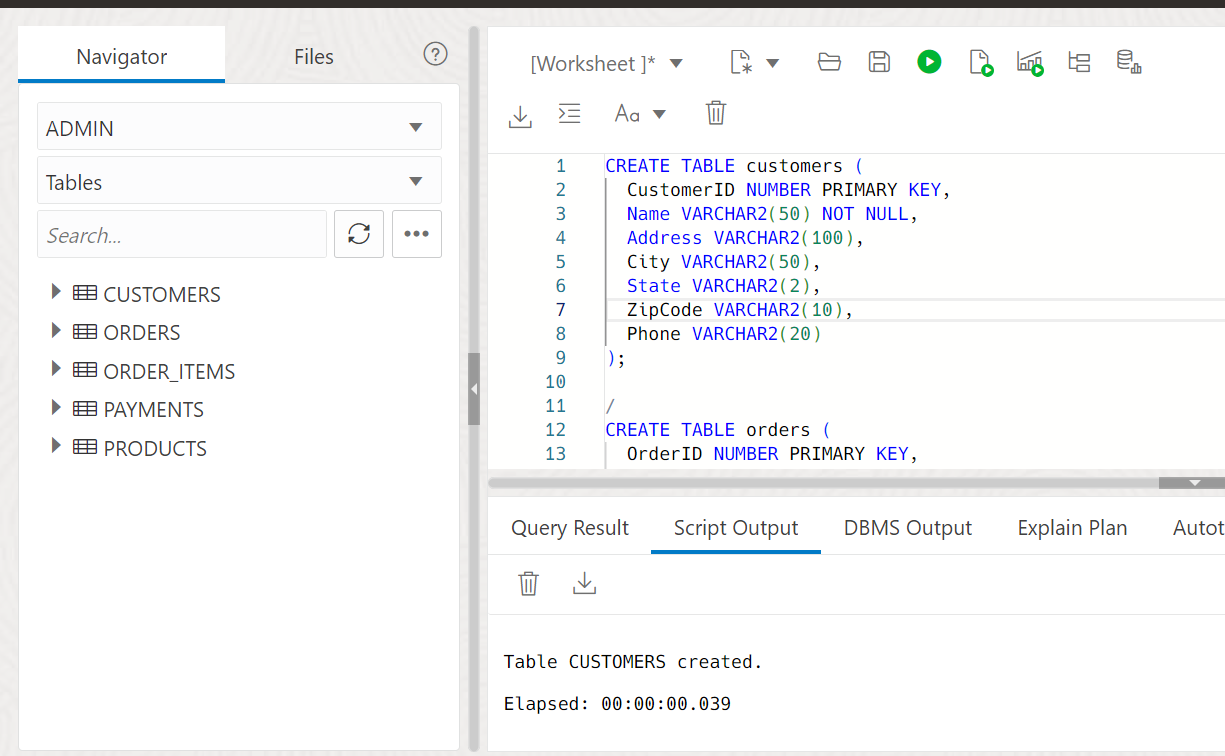 Navigator
Files
ADMIN
Tables
Search...
CUSTOMERS
ORDERS
ORDER_ITEMS
PAYMENTS
PRODUCTS
[Worksheet ]*
Aa
1 CREATE TABLE customers (
2 CustomerID NUMBER PRIMARY KEY,
3 Name VARCHAR2(50) NOT NULL,
4 Address VARCHAR2(100),
5 City VARCHAR2(50),
6 State VARCHAR2(2),
7 ZipCode VARCHAR2(10),
8 Phone VARCHAR2(20)
9 );
10
11 /
12 CREATE TABLE orders (
13 OrderID NUMBER PRIMARY KEY,
Query Result
Script Output
DBMS Output
Explain Plan
Autot
Table CUSTOMERS created.
Elapsed: 00:00:00.039